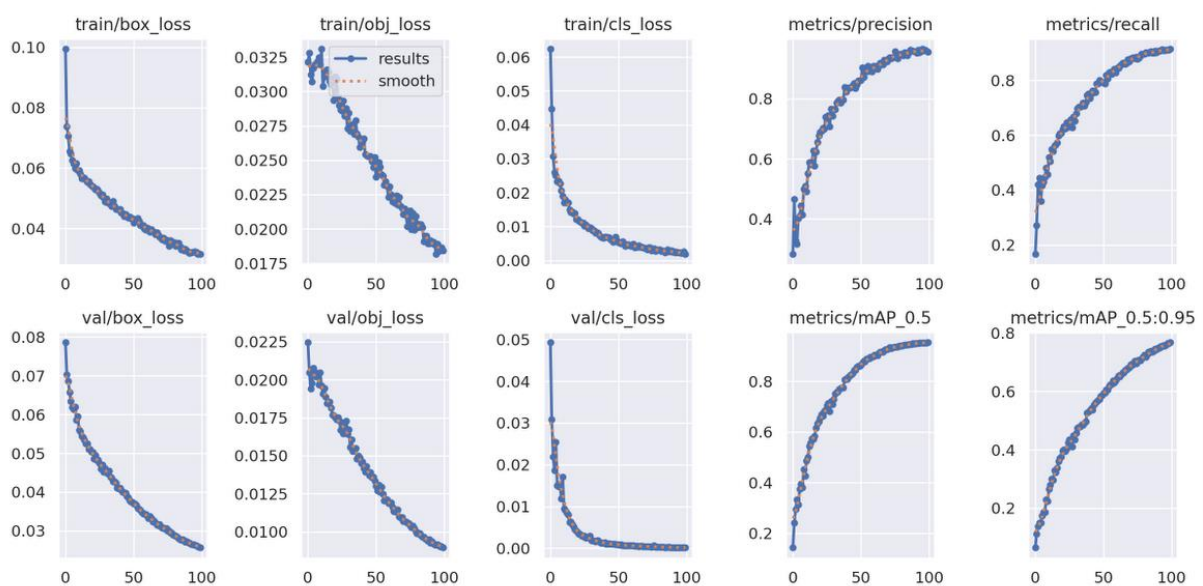 train/box_loss
train/obj_loss
train/cls_loss
metrics/precision
metrics/recall
0.10
0.08
0.06
0.04
0 50 100
0.0325
0.0300
0.0275
0.0250
0.0225
0.0200
0.0175
results
smooth
0 50 100
0.06
0.05
0.04
0.03
0.02
0.01
0.00
0 50 100
0.8
0.6
0.4
0 50 100
0.8
0.6
0.4
0.2
0 50 100
val/box_loss
val/obj_loss
val/cls_loss
metrics/mAP_0.5
metrics/mAP_0.5:0.95
0.08
0.07
0.06
0.05
0.04
0.03
0 50 100
0.0225
0.0200
0.0175
0.0150
0.0125
0.0100
0 50 100
0.05
0.04
0.03
0.02
0.01
0.00
0 50 100
0.8
0.6
0.4
0.2
0 50 100
0.8
0.6
0.4
0.2
0 50 100